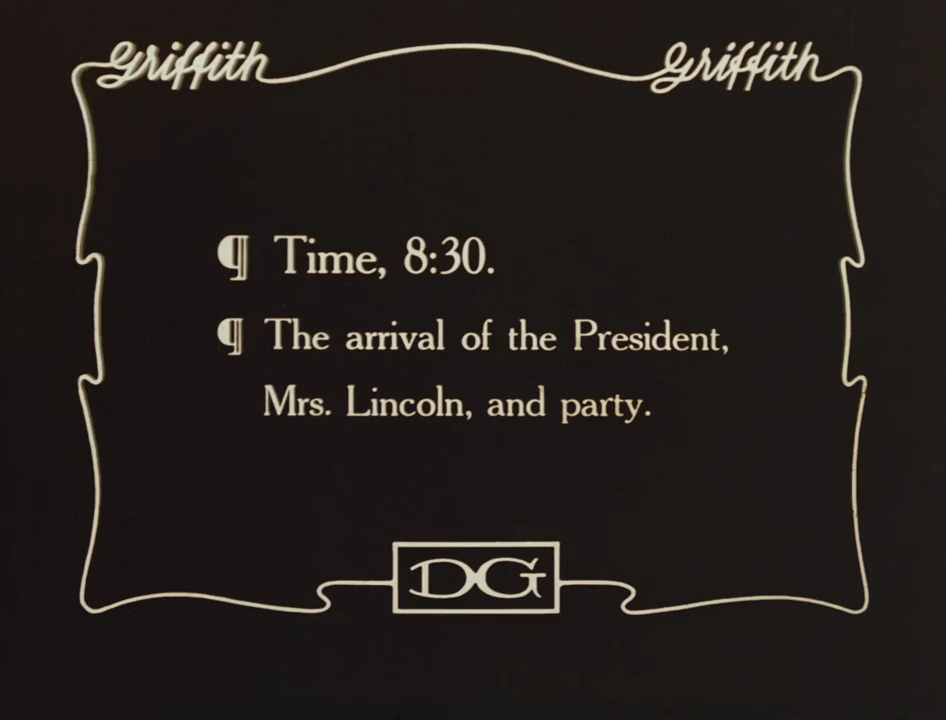 Griffith Griffith
¶ Time, 8:30.
¶ The arrival of the President,
Mrs. Lincoln, and party.
DG